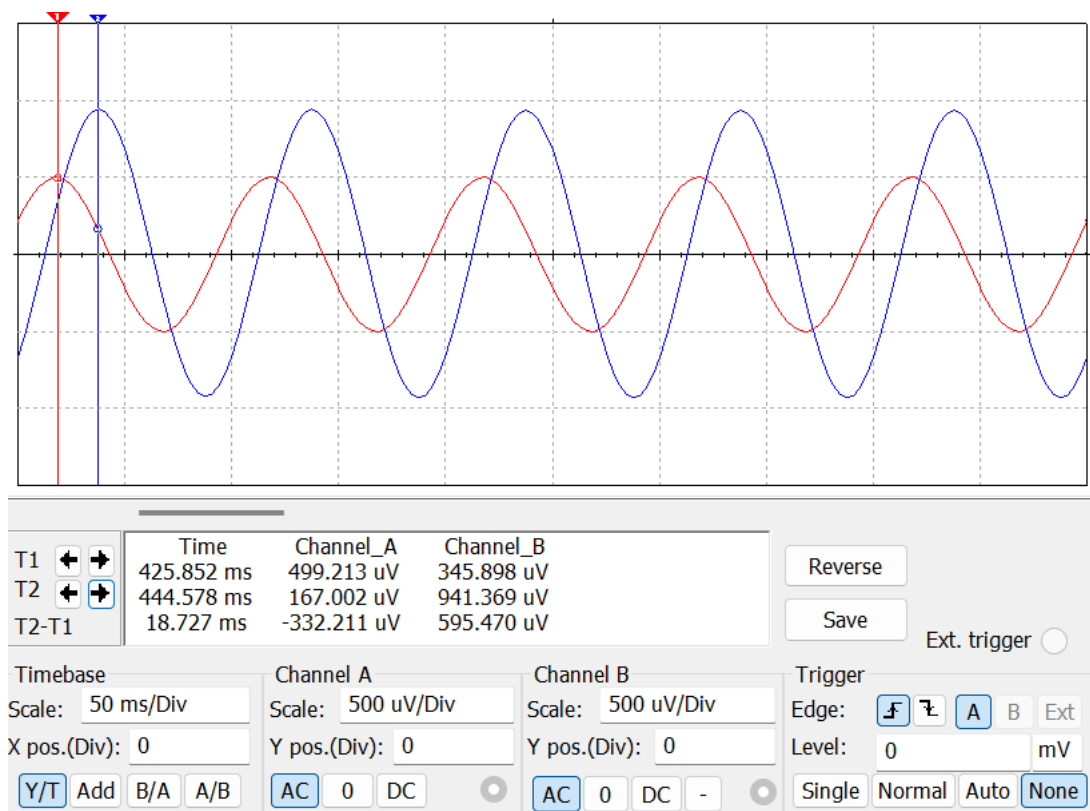 1 2
Time Channel_A Channel_B
T1 425.852 ms 499.213 uV 345.898 uV
T2 444.578 ms 167.002 uV 941.369 uV
T2-T1 18.727 ms -332.211 uV 595.470 uV
Reverse
Save
Ext. trigger
Timebase
Scale: 50 ms/Div
X pos.(Div): 0
Y/T Add B/A A/B
Channel A
Scale: 500 uV/Div
Y pos.(Div): 0
AC 0 DC
Channel B
Scale: 500 uV/Div
Y pos.(Div): 0
AC 0 DC -
Trigger
Edge: A B Ext
Level: 0 mV
Single Normal Auto None